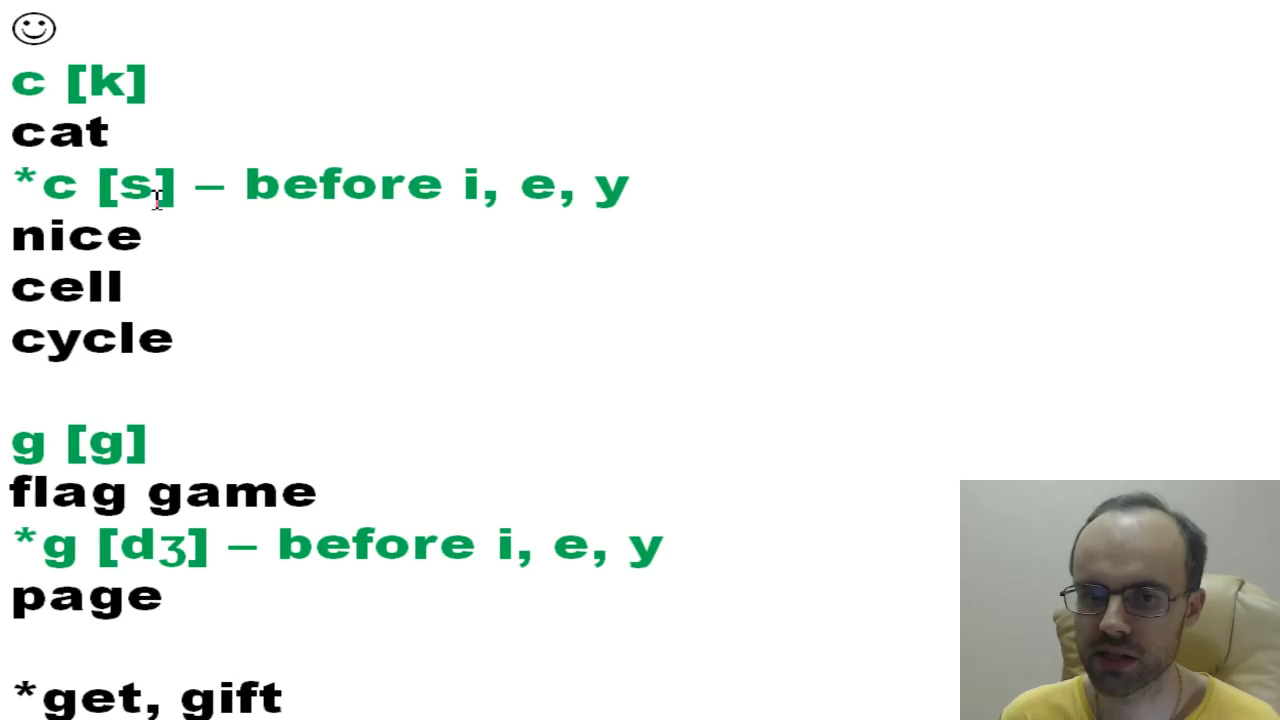 ☺
c [k]
cat
*c [s] – before i, e, y
nice
cell
cycle
g [g]
flag game
*g [dʒ] – before i, e, y
page
*get, gift